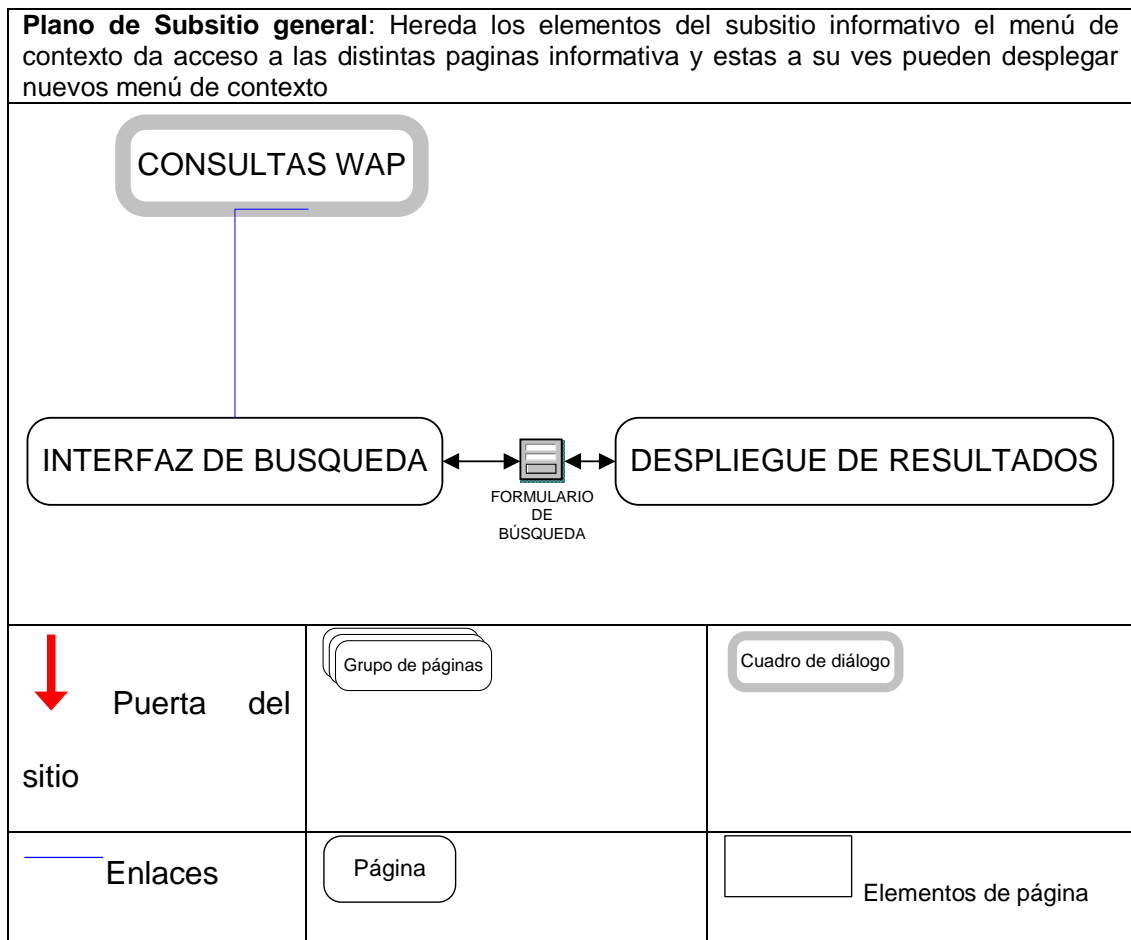 Plano de Subsitio general: Hereda los elementos del subsitio informativo el menú de
contexto da acceso a las distintas paginas informativa y estas a su ves pueden desplegar
nuevos menú de contexto
CONSULTAS WAP
INTERFAZ DE BUSQUEDA
DESPLIEGUE DE RESULTADOS
FORMULARIO
DE
BÚSQUEDA
Puerta del
sitio
Grupo de páginas
Cuadro de diálogo
Enlaces
Página
Elementos de página